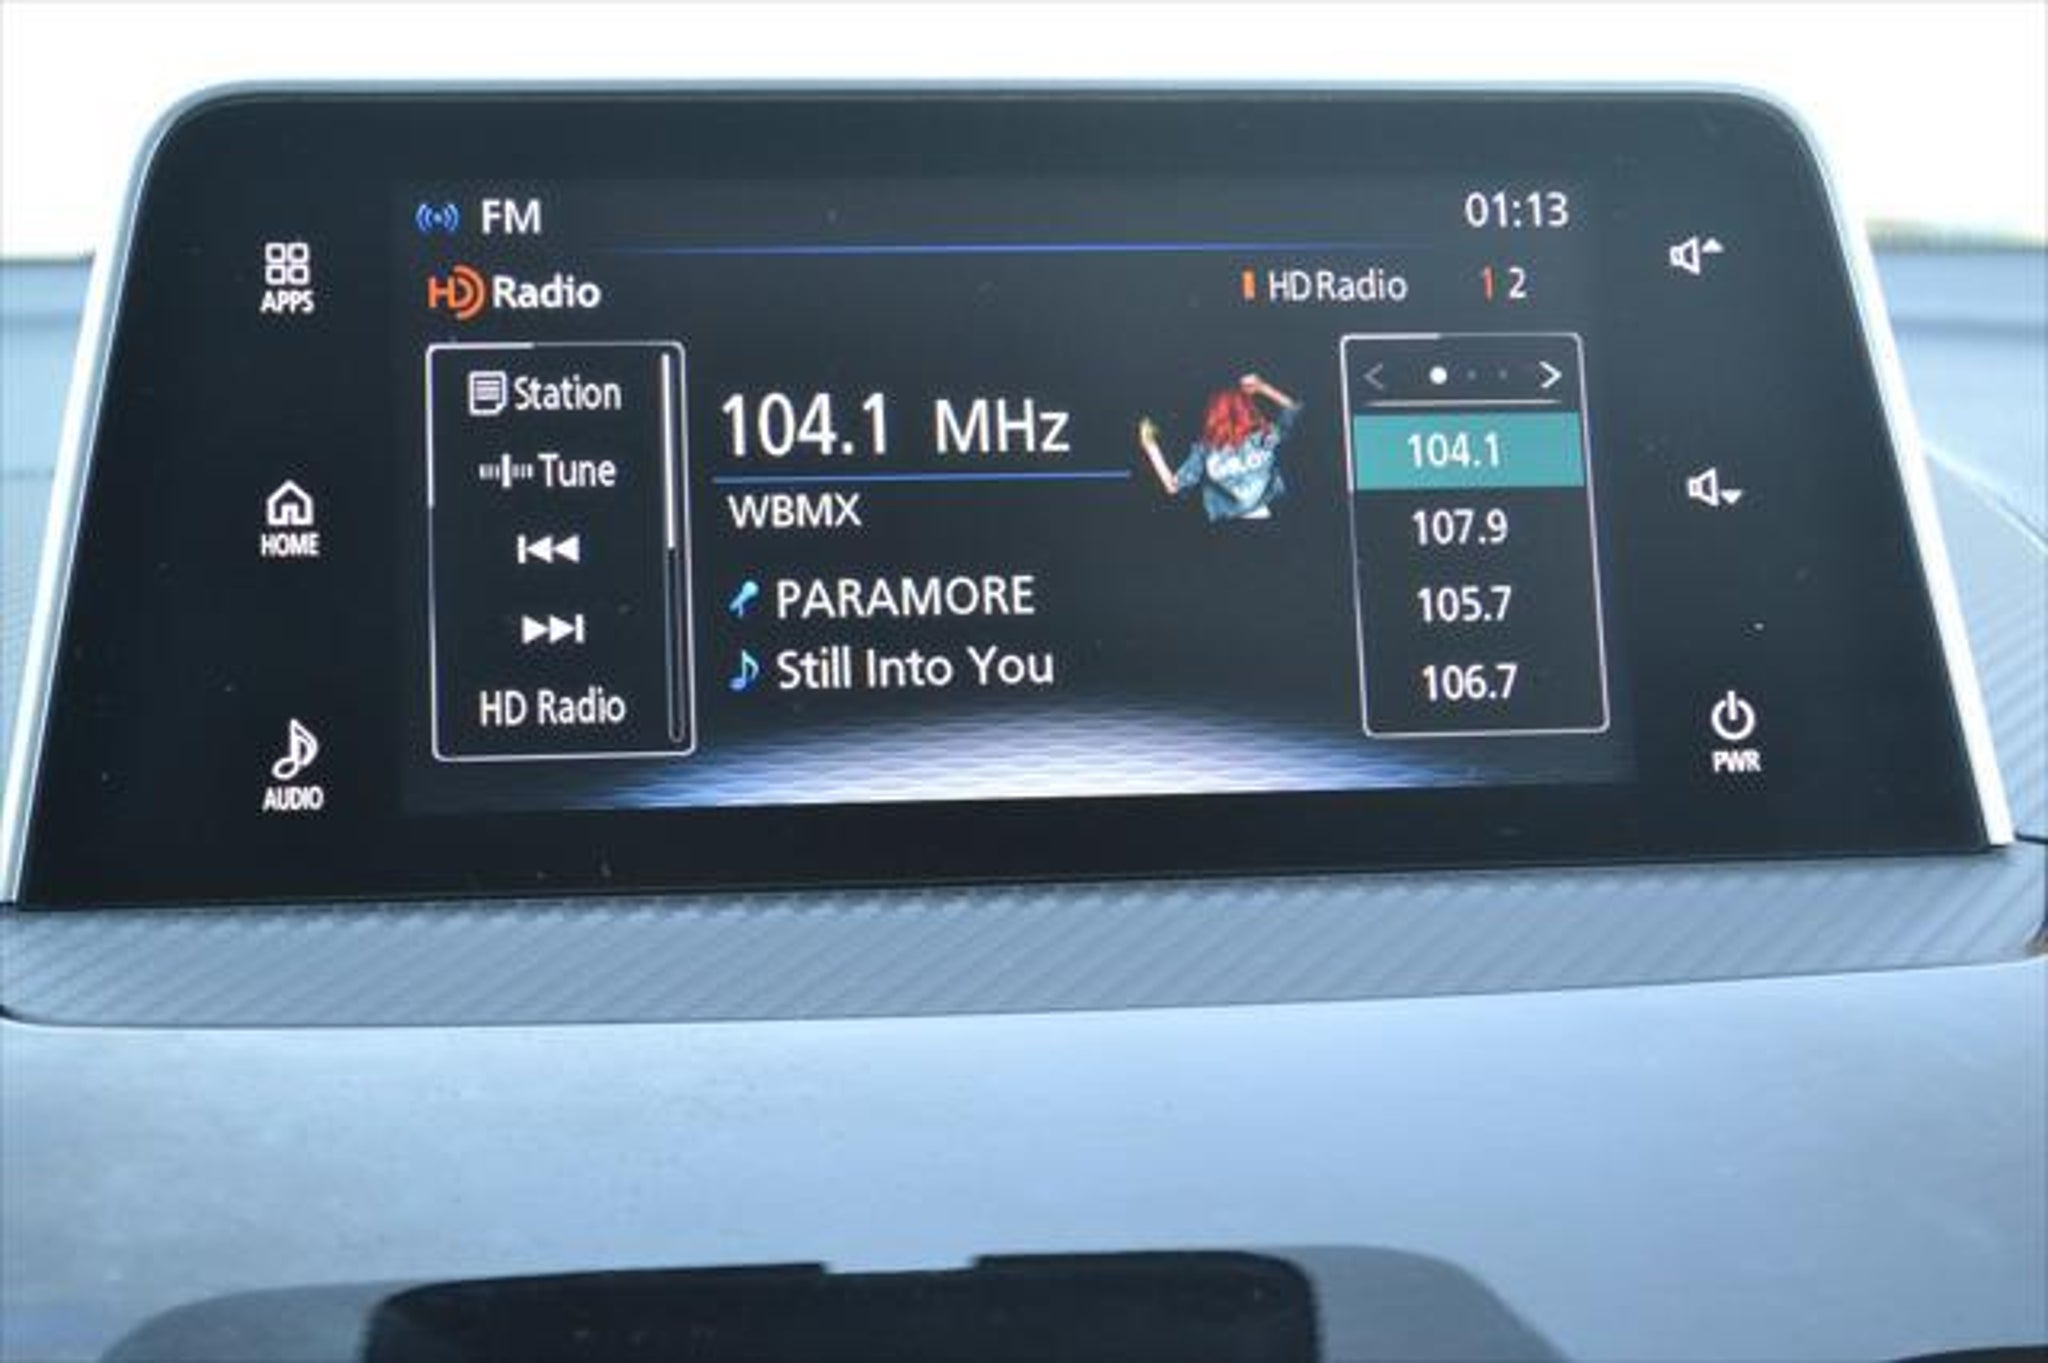 FM
01:13
HD Radio
HD Radio 1 2
APPS
HOME
AUDIO
Station
Tune
HD Radio
104.1 MHz
WBMX
PARAMORE
Still Into You
< >
104.1
107.9
105.7
106.7
PWR